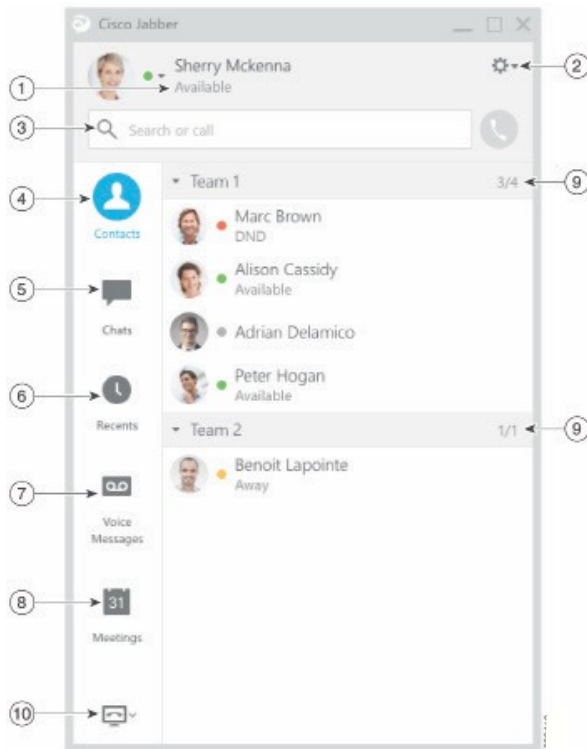 Cisco Jabber
Sherry Mckenna
Available
1
2
3
Search or call
4
Contacts
Team 1
3/4
9
Marc Brown
DND
Alison Cassidy
Available
5
Chats
Adrian Delamico
6
Recents
Peter Hogan
Available
Team 2
1/1
9
Benoit Lapointe
Away
7
Voice
Messages
8
31
Meetings
10